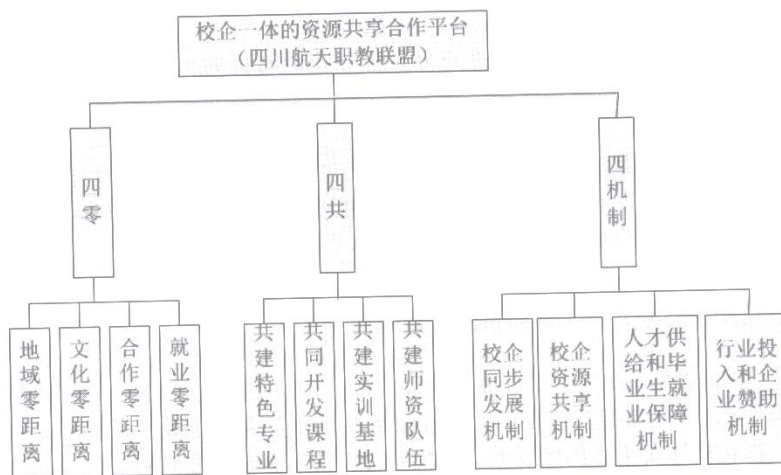 校企一体的资源共享合作平台
（四川航天职教联盟）
四零
四共
四机制
地域零距离
文化零距离
合作零距离
就业零距离
共建特色专业
共同开发课程
共建实训基地
共建师资队伍
校企
同步
发展
机制
校企
资源
共享
机制
人才供
给和毕
业生就
业保障
机制
行业投
入和企
业赞助
机制